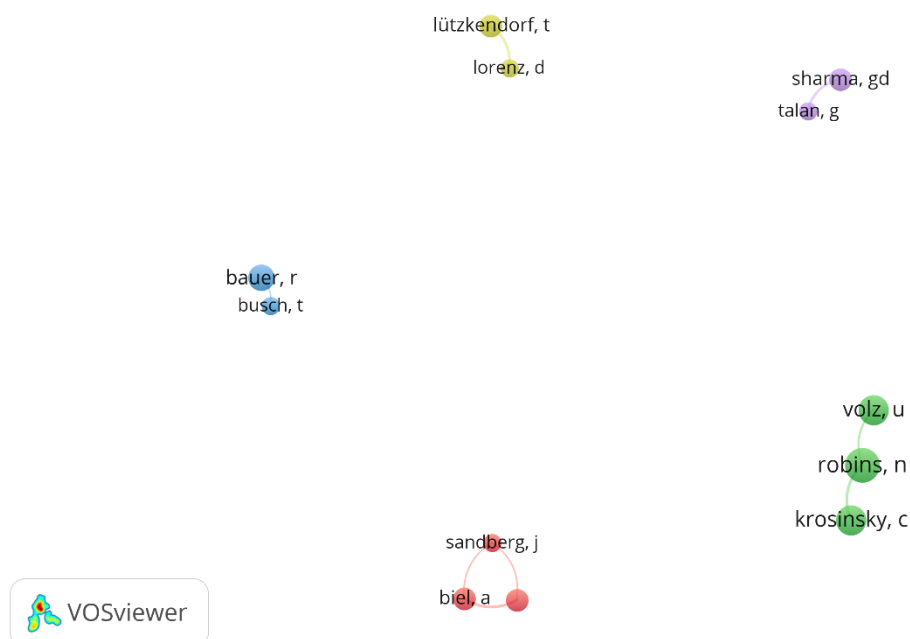 lützkendorf, t
lorenz, d
sharma, gd
talan, g
bauer, r
busch, t
volz, u
robins, n
krosinsky, c
sandberg, j
biel, a
VOSviewer